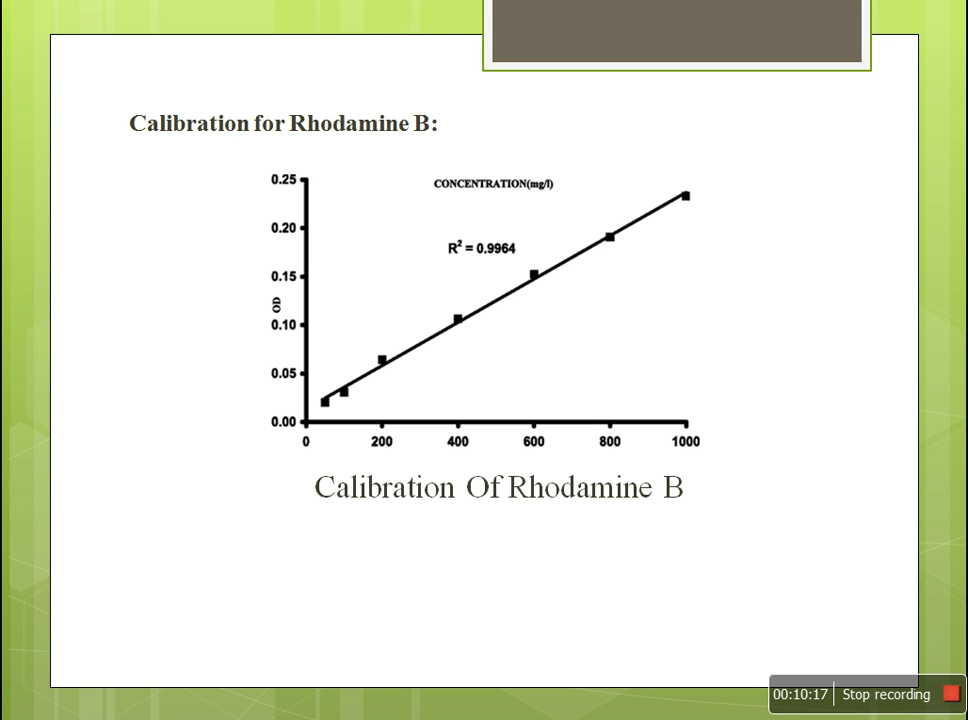 Calibration for Rhodamine B:
CONCENTRATION(mg/l)
R² = 0.9964
0.25
0.20
0.15
OD
0.10
0.05
0.00
0 200 400 600 800 1000
Calibration Of Rhodamine B
00:10:17 Stop recording